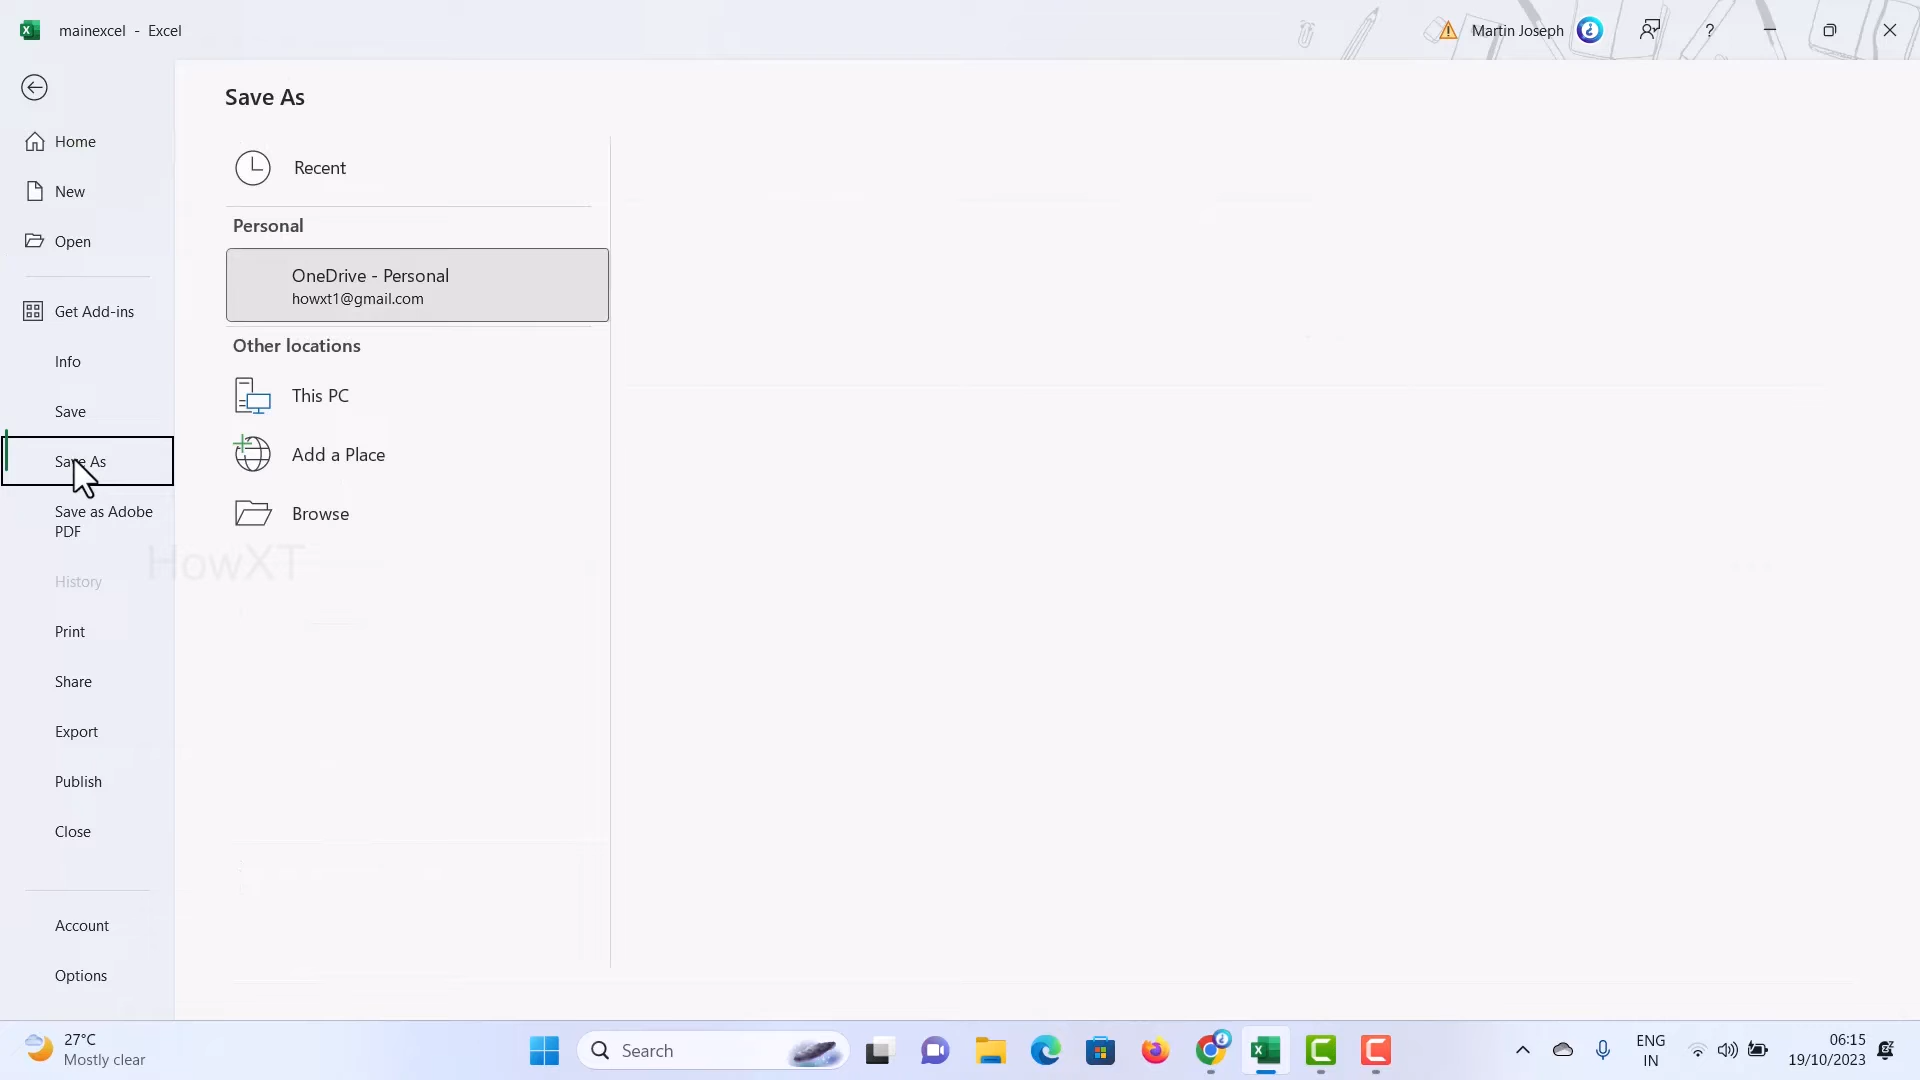 mainexcel - Excel
Martin Joseph
?
Save As
Home
New
Open
Get Add-ins
Info
Save
Save As
Save as Adobe
PDF
History
Print
Share
Export
Publish
Close
Account
Options
Recent
Personal
OneDrive - Personal
howxt1@gmail.com
Other locations
This PC
Add a Place
Browse
HowXT
27°C
Mostly clear
Search
ENG
IN
06:15
19/10/2023